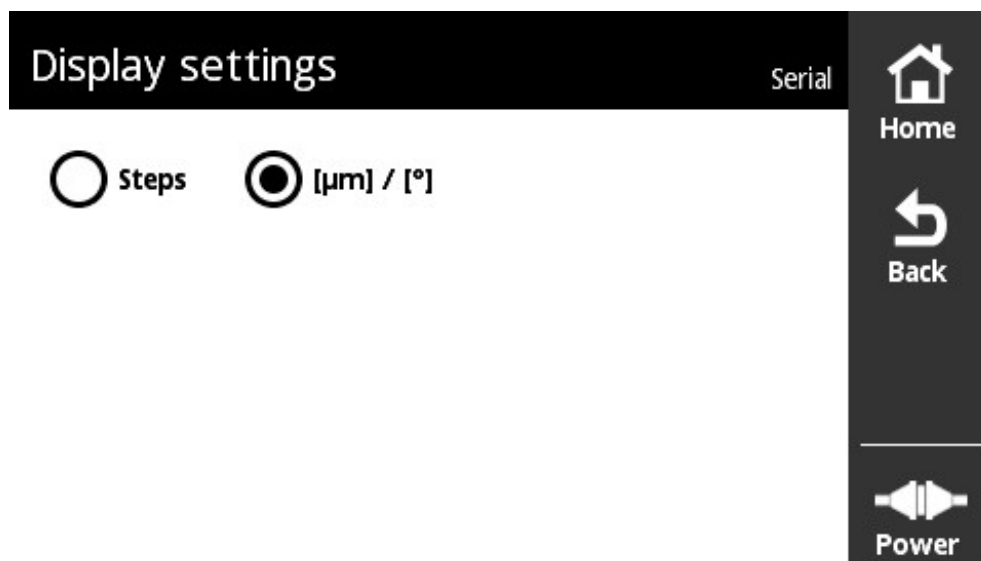 Display settings
Serial
Home
Steps
[µm] / [°]
Back
Power